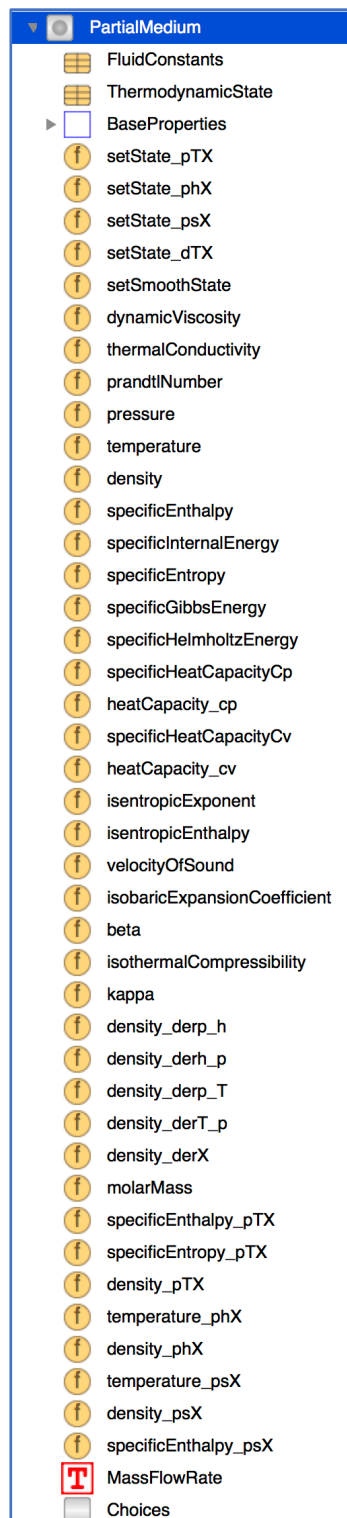 PartialMedium
FluidConstants
ThermodynamicState
BaseProperties
f setState_pTX
f setState_phX
f setState_psX
f setState_dTX
f setSmoothState
f dynamicViscosity
f thermalConductivity
f prandtlNumber
f pressure
f temperature
f density
f specificEnthalpy
f specificInternalEnergy
f specificEntropy
f specificGibbsEnergy
f specificHelmholtzEnergy
f specificHeatCapacityCp
f heatCapacity_cp
f specificHeatCapacityCv
f heatCapacity_cv
f isentropicExponent
f isentropicEnthalpy
f velocityOfSound
f isobaricExpansionCoefficient
f beta
f isothermalCompressibility
f kappa
f density_derp_h
f density_derh_p
f density_derp_T
f density_derT_p
f density_derX
f molarMass
f specificEnthalpy_pTX
f specificEntropy_pTX
f density_pTX
f temperature_phX
f density_phX
f temperature_psX
f density_psX
f specificEnthalpy_psX
T MassFlowRate
Choices